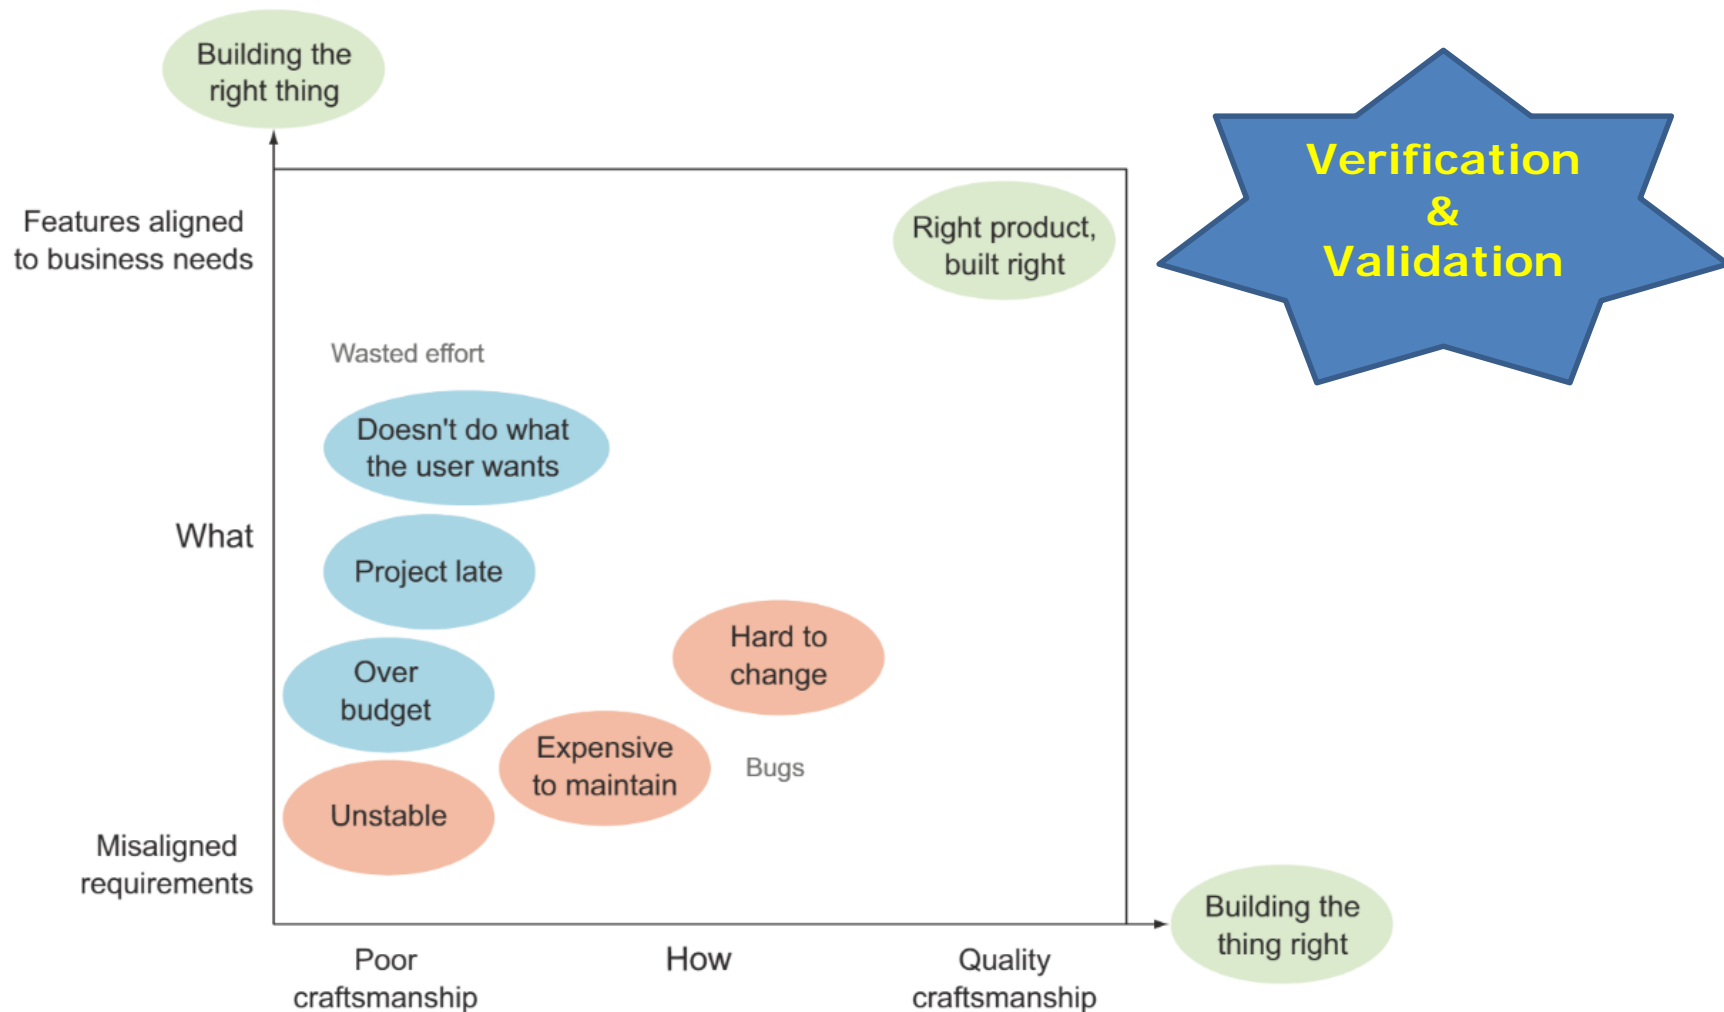 Building the
right thing
Verification
&
Validation
Features aligned
to business needs
Right product,
built right
Wasted effort
Doesn't do what
the user wants
What
Project late
Hard to
change
Over
budget
Expensive
to maintain
Bugs
Unstable
Misaligned
requirements
Building the
thing right
Poor
craftsmanship
How
Quality
craftsmanship